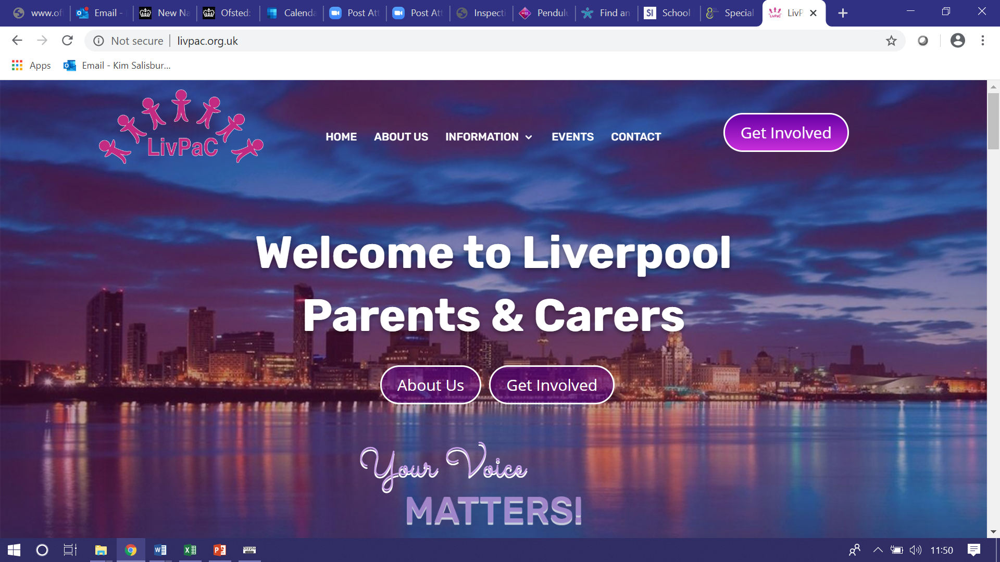 www.of
Email -
New Na
Ofsted:
Calenda
Post Att
Post Att
Inspecti
Pendulu
Find an
School
Special
LivP
Not secure
livpac.org.uk
Apps
Email - Kim Salisbur...
LivPaC
HOME
ABOUT US
INFORMATION
EVENTS
CONTACT
Get Involved
Welcome to Liverpool
Parents & Carers
About Us
Get Involved
Your Voice
MATTERS!
11:50